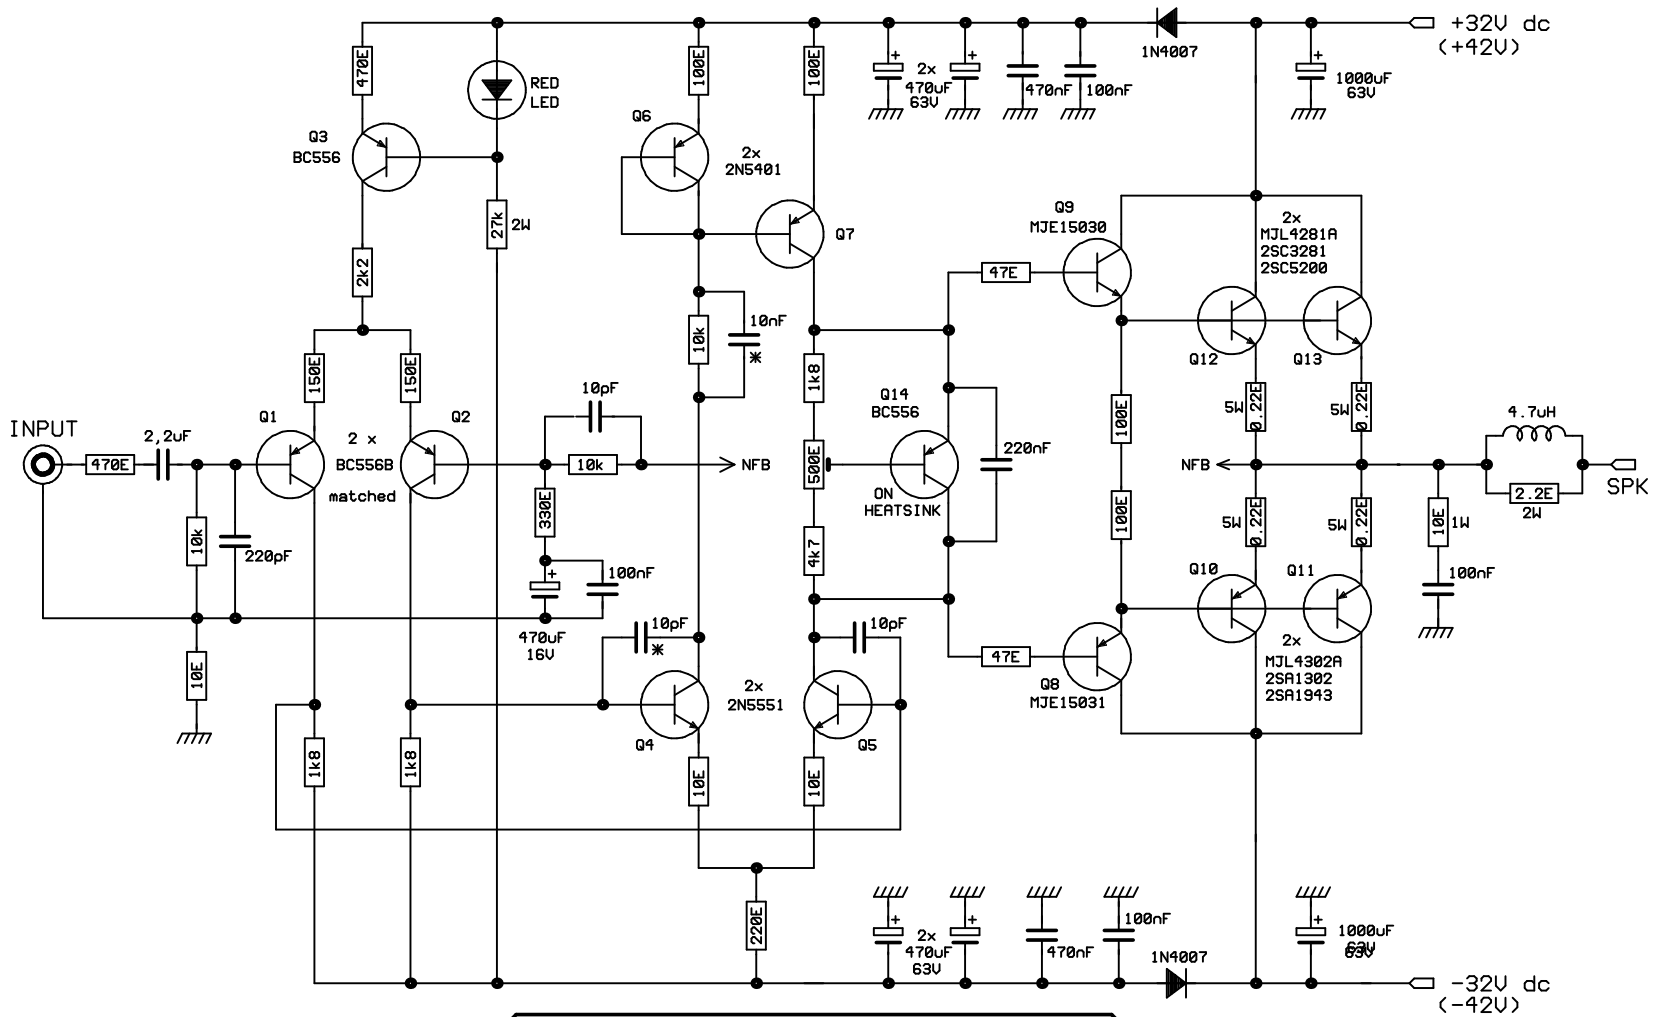 +32V dc
(+42V)
1N4007
470E
RED
LED
100E
100E
+
2x
470uF
63V
+
470nF
100nF
+
1000uF
63V
Q3
BC556
Q6
2x
2N5401
27k
2W
Q7
Q9
MJE15030
2x
MJL4281A
2SC3281
2SC5200
2k2
47E
10k
10nF
*
Q12
Q13
150E
150E
10pF
1k8
Q14
BC556
100E
5W
0.22E
5W
0.22E
4.7uH
INPUT
470E
2,2uF
Q1
2 x
BC556B
matched
Q2
10k
NFB
500E
ON
HEATSINK
220nF
NFB
SPK
2.2E
2W
10k
220pF
330E
+
470uF
16V
100nF
4k7
100E
5W
0.22E
5W
0.22E
10E
1W
100nF
Q10
Q11
10E
10pF
*
10pF
2x
2N5551
Q4
Q5
47E
Q8
MJE15031
2x
MJL4302A
2SA1302
2SA1943
1k8
1k8
10E
10E
220E
+
2x
470uF
63V
+
470nF
100nF
1N4007
+
1000uF
63V
-32V dc
(-42V)